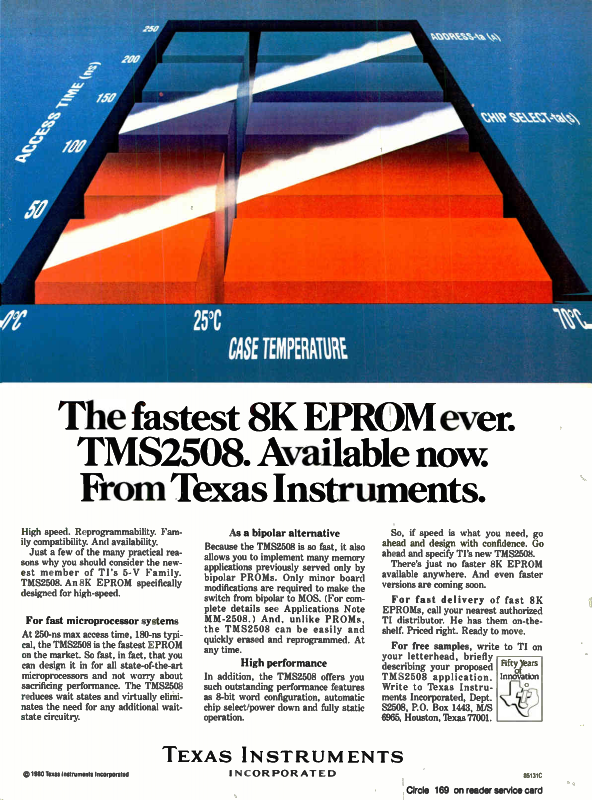 250
ADDRESS-ta (s)
200
150
ACCESS TIME (ns)
CHIP SELECT-ta(s)
100
50
0°C
25°C
70°C
CASE TEMPERATURE
The fastest 8K EPROM ever.
TMS2508. Available now.
From Texas Instruments.
High speed. Reprogrammability. Fam-
ily compatibility. And availability.
Just a few of the many practical rea-
sons why you should consider the new-
est member of TI's 5-V Family.
TMS2508. An 8K EPROM specifically
designed for high-speed.
For fast microprocessor systems
At 250-ns max access time, 180-ns typi-
cal, the TMS2508 is the fastest EPROM
on the market. So fast, in fact, that you
can design it in for all state-of-the-art
microprocessors and not worry about
sacrificing performance. The TMS2508
reduces wait states and virtually elimi-
nates the need for any additional wait-
state circuitry.
As a bipolar alternative
Because the TMS2508 is so fast, it also
allows you to implement many memory
applications previously served only by
bipolar PROMs. Only minor board
modifications are required to make the
switch from bipolar to MOS. (For com-
plete details see Applications Note
MM-2508.) And, unlike PROMs,
the TMS2508 can be easily and
quickly erased and reprogrammed. At
any time.
High performance
In addition, the TMS2508 offers you
such outstanding performance features
as 8-bit word configuration, automatic
chip select/power down and fully static
operation.
So, if speed is what you need, go
ahead and design with confidence. Go
ahead and specify TI's new TMS2508.
There's just no faster 8K EPROM
available anywhere. And even faster
versions are coming soon.
For fast delivery of fast 8K
EPROMs, call your nearest authorized
TI distributor. He has them on-the-
shelf. Priced right. Ready to move.
For free samples, write to TI on
your letterhead, briefly
describing your proposed
TMS2508 application.
Write to Texas Instru-
ments Incorporated, Dept.
S2508, P.O. Box 1443, M/S
6965, Houston, Texas 77001.
Fifty Years
of
Innovation
TEXAS INSTRUMENTS
INCORPORATED
© 1980 Texas Instruments Incorporated
85131C
Circle 169 on reader service card